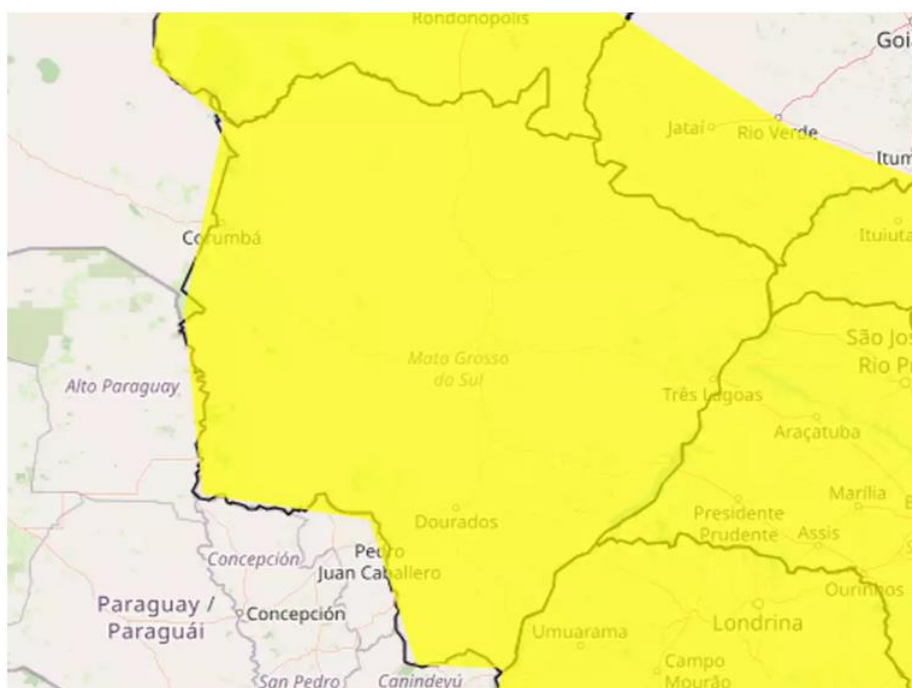 Rondonópolis
Goi
Jataí
Rio Verde
Itum
Corumbá
Ituiuta
São Jos
Rio Pr
Mato Grosso
do Sul
Alto Paraguay
Três Lagoas
Araçatuba
Marília
Dourados
Presidente
Prudente
Assis
Pedro
Juan Caballero
Concepción
Ourinhos
Paraguay /
Paraguái
Concepción
Umuarama
Londrina
Campo
Mourão
San Pedro
Canindeyú